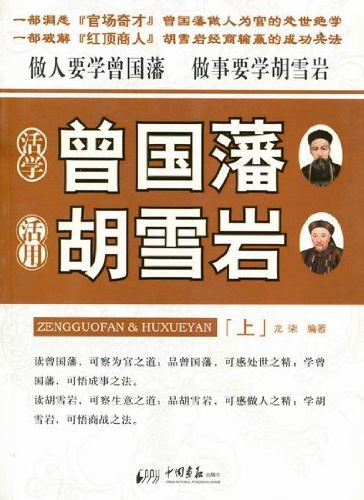 一部洞悉『官场奇才』曾国藩做人为官的处世绝学
一部破解『红顶商人』胡雪岩经商输赢的成功兵法
做人要学曾国藩 做事要学胡雪岩
活学 曾国藩
活用 胡雪岩
ZENGGUOFAN & HUXUEYAN 「上」 龙柒 编著
读曾国藩，可察为官之道；品曾国藩，可感处世之精；学曾
国藩，可悟成事之法。
读胡雪岩，可察生意之道；品胡雪岩，可感做人之精；学胡
雪岩，可悟商战之法。
中国画报出版社